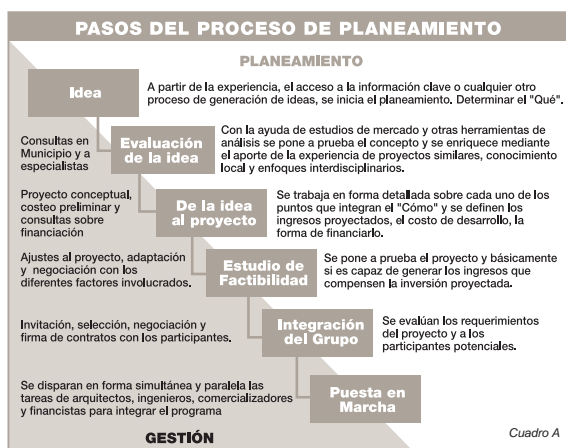 PASOS DEL PROCESO DE PLANEAMIENTO
PLANEAMIENTO
Idea
A partir de la experiencia, el acceso a la información clave o cualquier otro
proceso de generación de ideas, se inicia el planeamiento. Determinar el "Qué".
Consultas en
Municipio y a
especialistas
Evaluación
de la idea
Con la ayuda de estudios de mercado y otras herramientas de
análisis se pone a prueba el concepto y se enriquece mediante
el aporte de la experiencia de proyectos similares, conocimiento
local y enfoques interdisciplinarios.
Proyecto conceptual,
costeo preliminar y
consultas sobre
financiación
De la idea
al proyecto
Se trabaja en forma detallada sobre cada uno de los
puntos que integran el "Cómo" y se definen los
ingresos proyectados, el costo de desarrollo, la
forma de financiarlo.
Ajustes al proyecto, adaptación
y negociación con los
diferentes factores involucrados.
Estudio de
Factibilidad
Se pone a prueba el proyecto y básicamente
si es capaz de generar los ingresos que
compensen la inversión proyectada.
Invitación, selección, negociación y
firma de contratos con los participantes.
Integración
del Grupo
Se evalúan los requerimientos
del proyecto y a los
participantes potenciales.
Se disparan en forma simultánea y paralela las
tareas de arquitectos, ingenieros, comercializadores
y financistas para integrar el programa
Puesta en
Marcha
GESTIÓN
Cuadro A